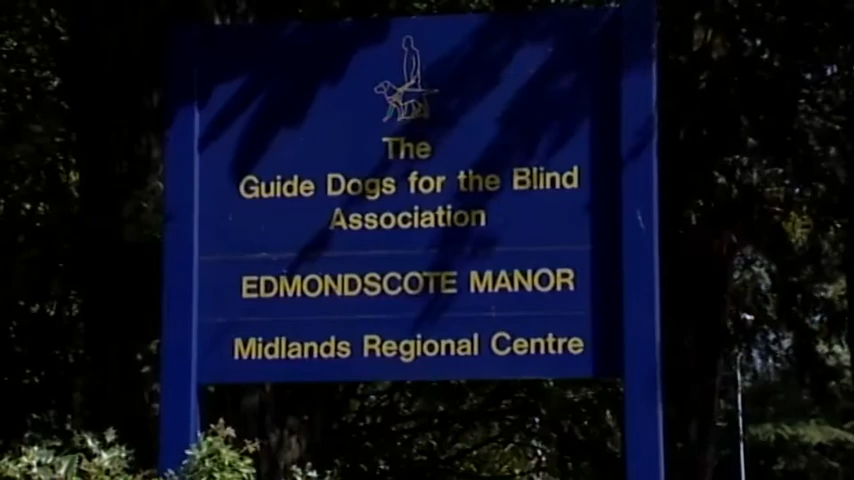 The
Guide Dogs for the Blind
Association
EDMONDSCOTE MANOR
Midlands Regional Centre